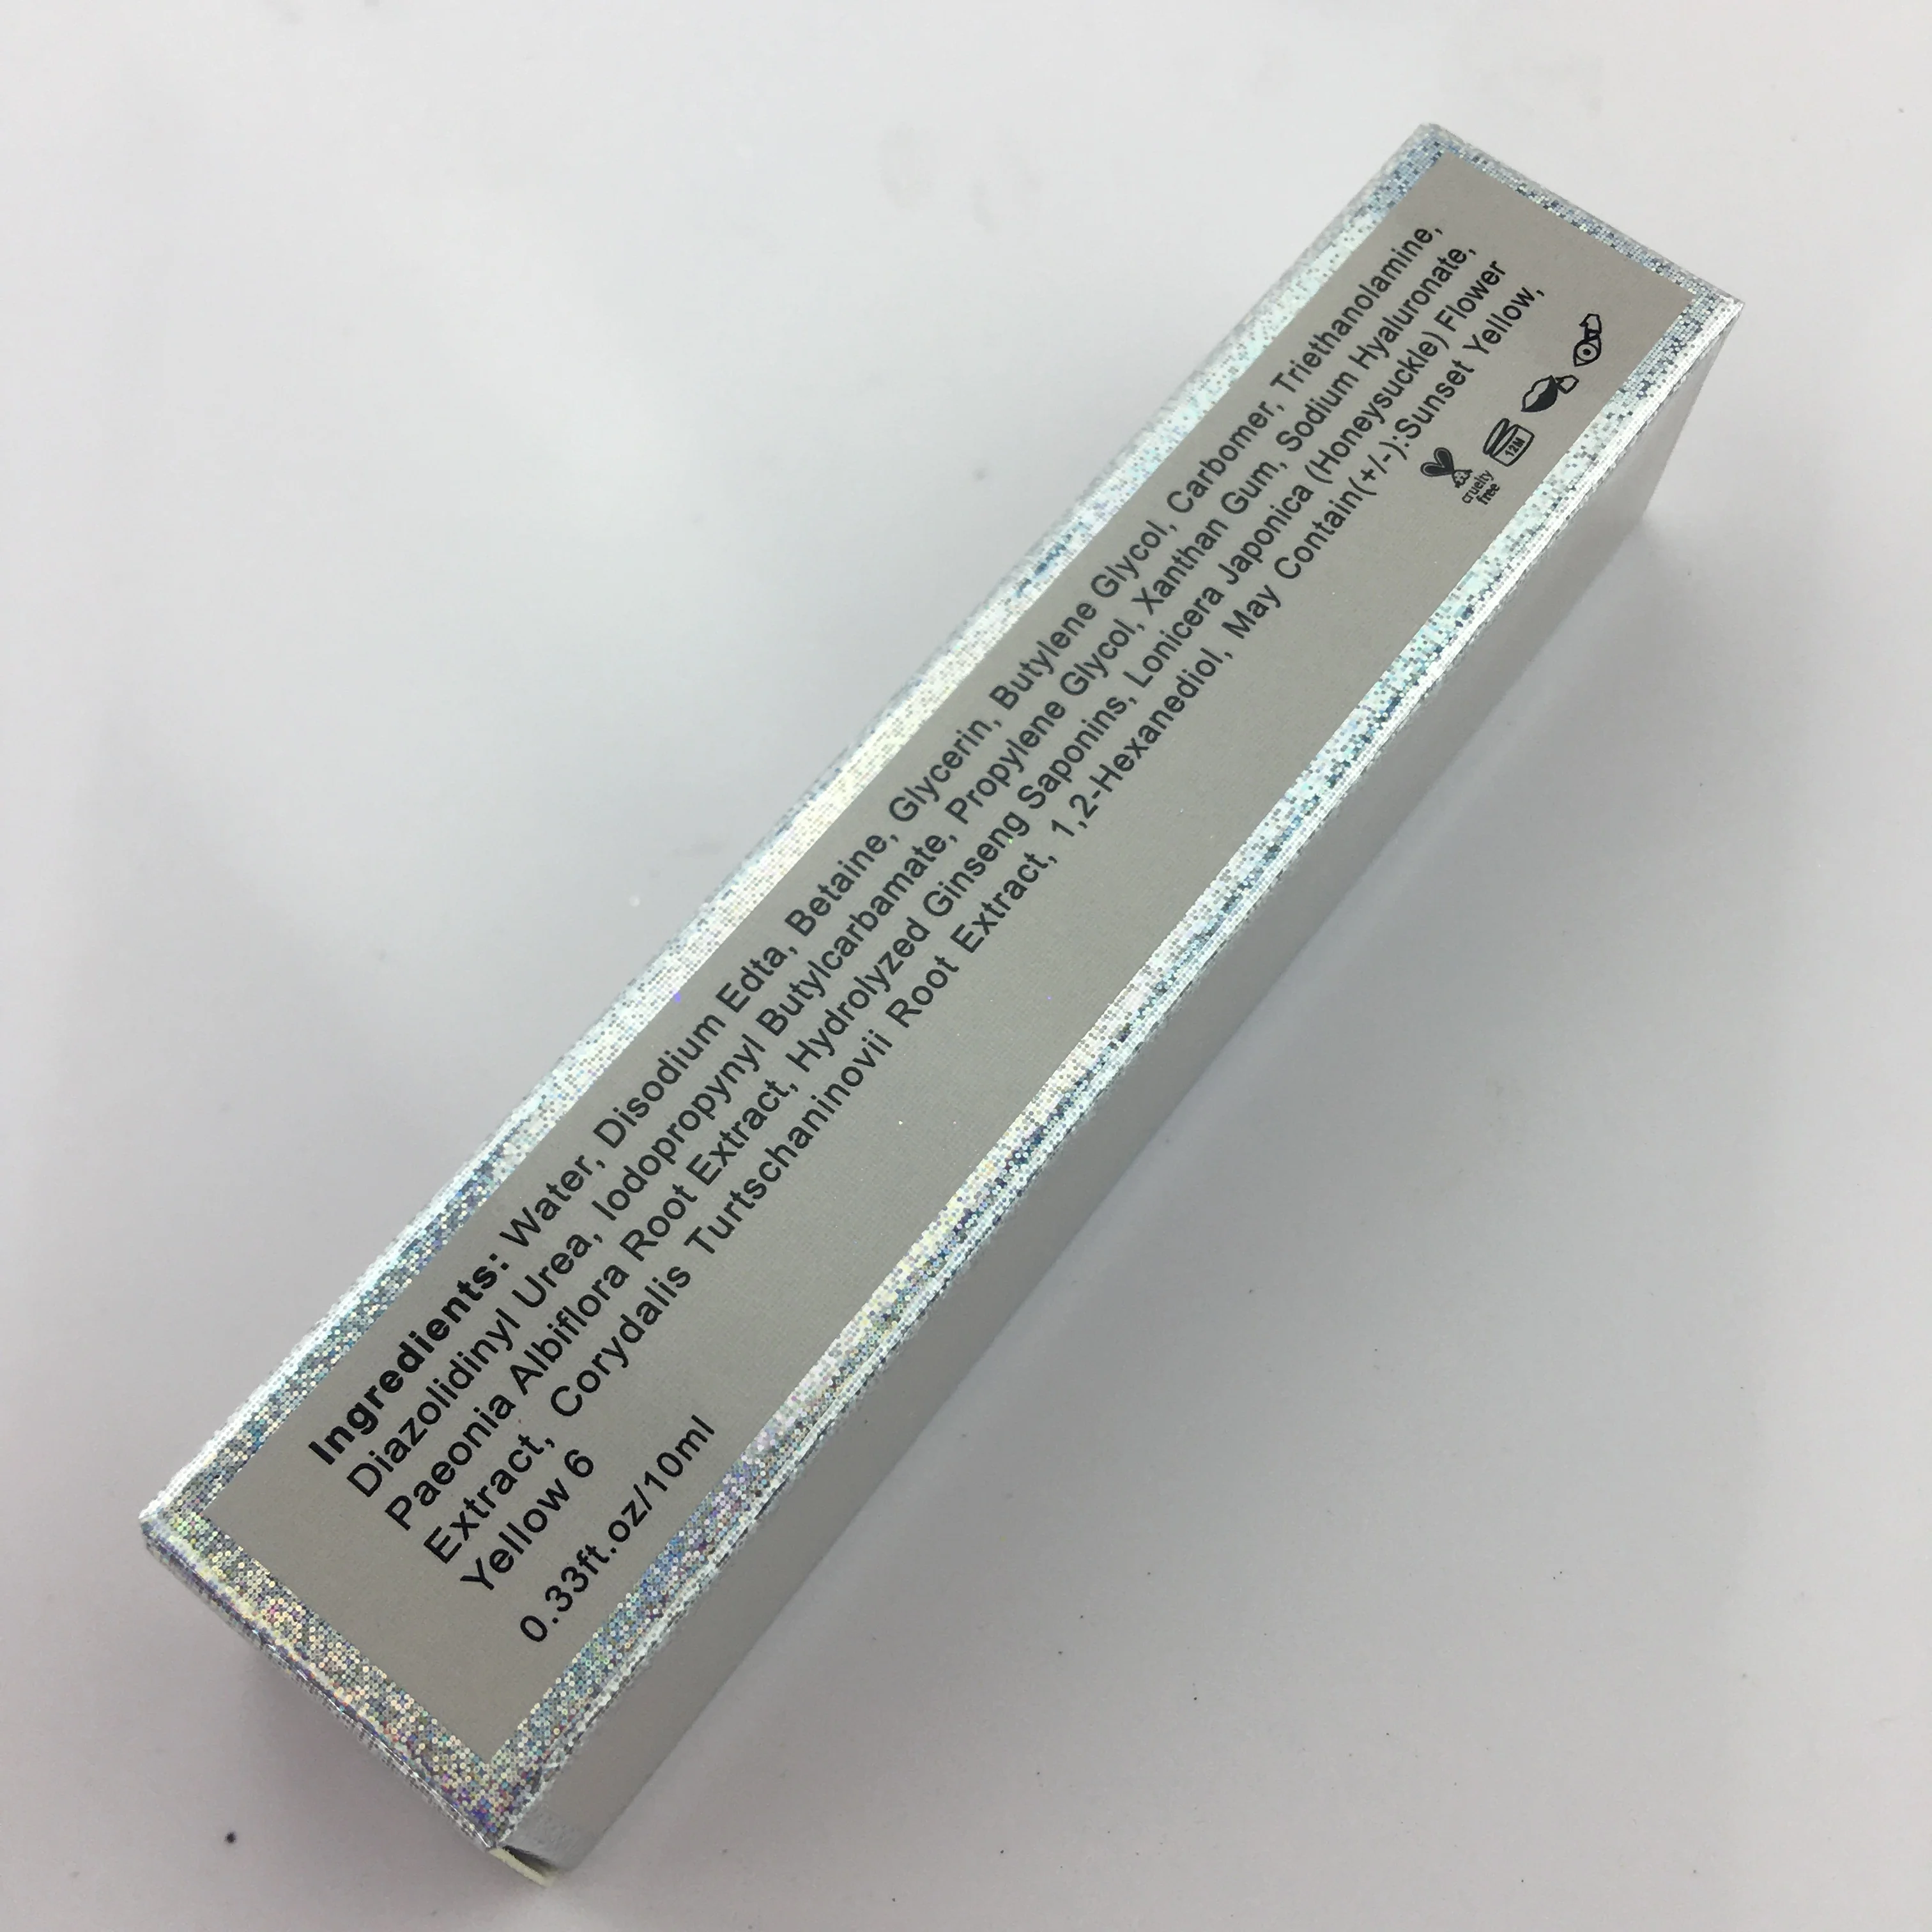 Ingredients: Water, Disodium Edta, Betaine, Glycerin, Butylene Glycol, Carbomer, Triethanolamine,
Diazolidinyl Urea, Iodopropynyl Butylcarbamate, Propylene Glycol, Xanthan Gum, Sodium Hyaluronate,
Paeonia Albiflora Root Extract, Hydrolyzed Ginseng Saponins, Lonicera Japonica (Honeysuckle) Flower
Extract, Corydalis Turtschaninovii Root Extract, 1,2-Hexanediol, May Contain(+/-):Sunset Yellow,
Yellow 6
0.33ft.oz/10ml
cruelty
free
12M